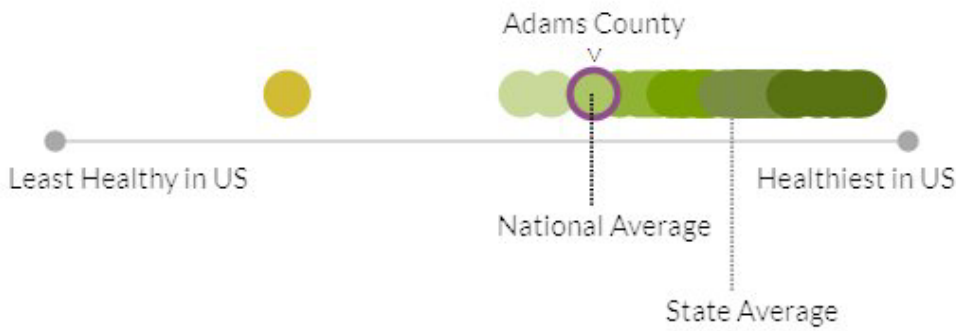 Adams County
Least Healthy in US
Healthiest in US
National Average
State Average